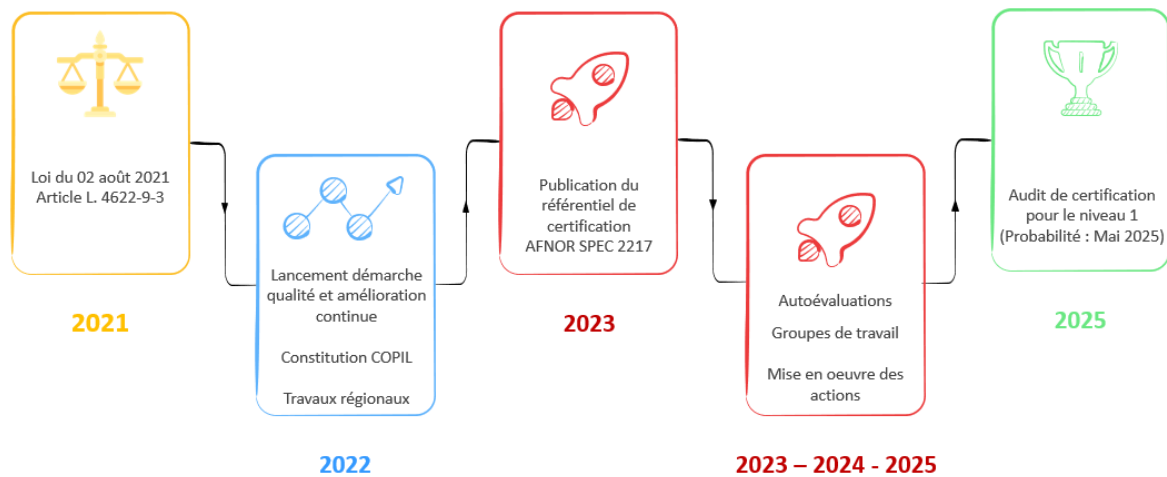 Loi du 02 août 2021
Article L. 4622-9-3
2021
Lancement démarche
qualité et amélioration
continue
Constitution COPIL
Travaux régionaux
2022
Publication du
référentiel de
certification
AFNOR SPEC 2217
2023
Autoévaluations
Groupes de travail
Mise en oeuvre des
actions
2023 – 2024 - 2025
Audit de certification
pour le niveau 1
(Probabilité : Mai 2025)
2025